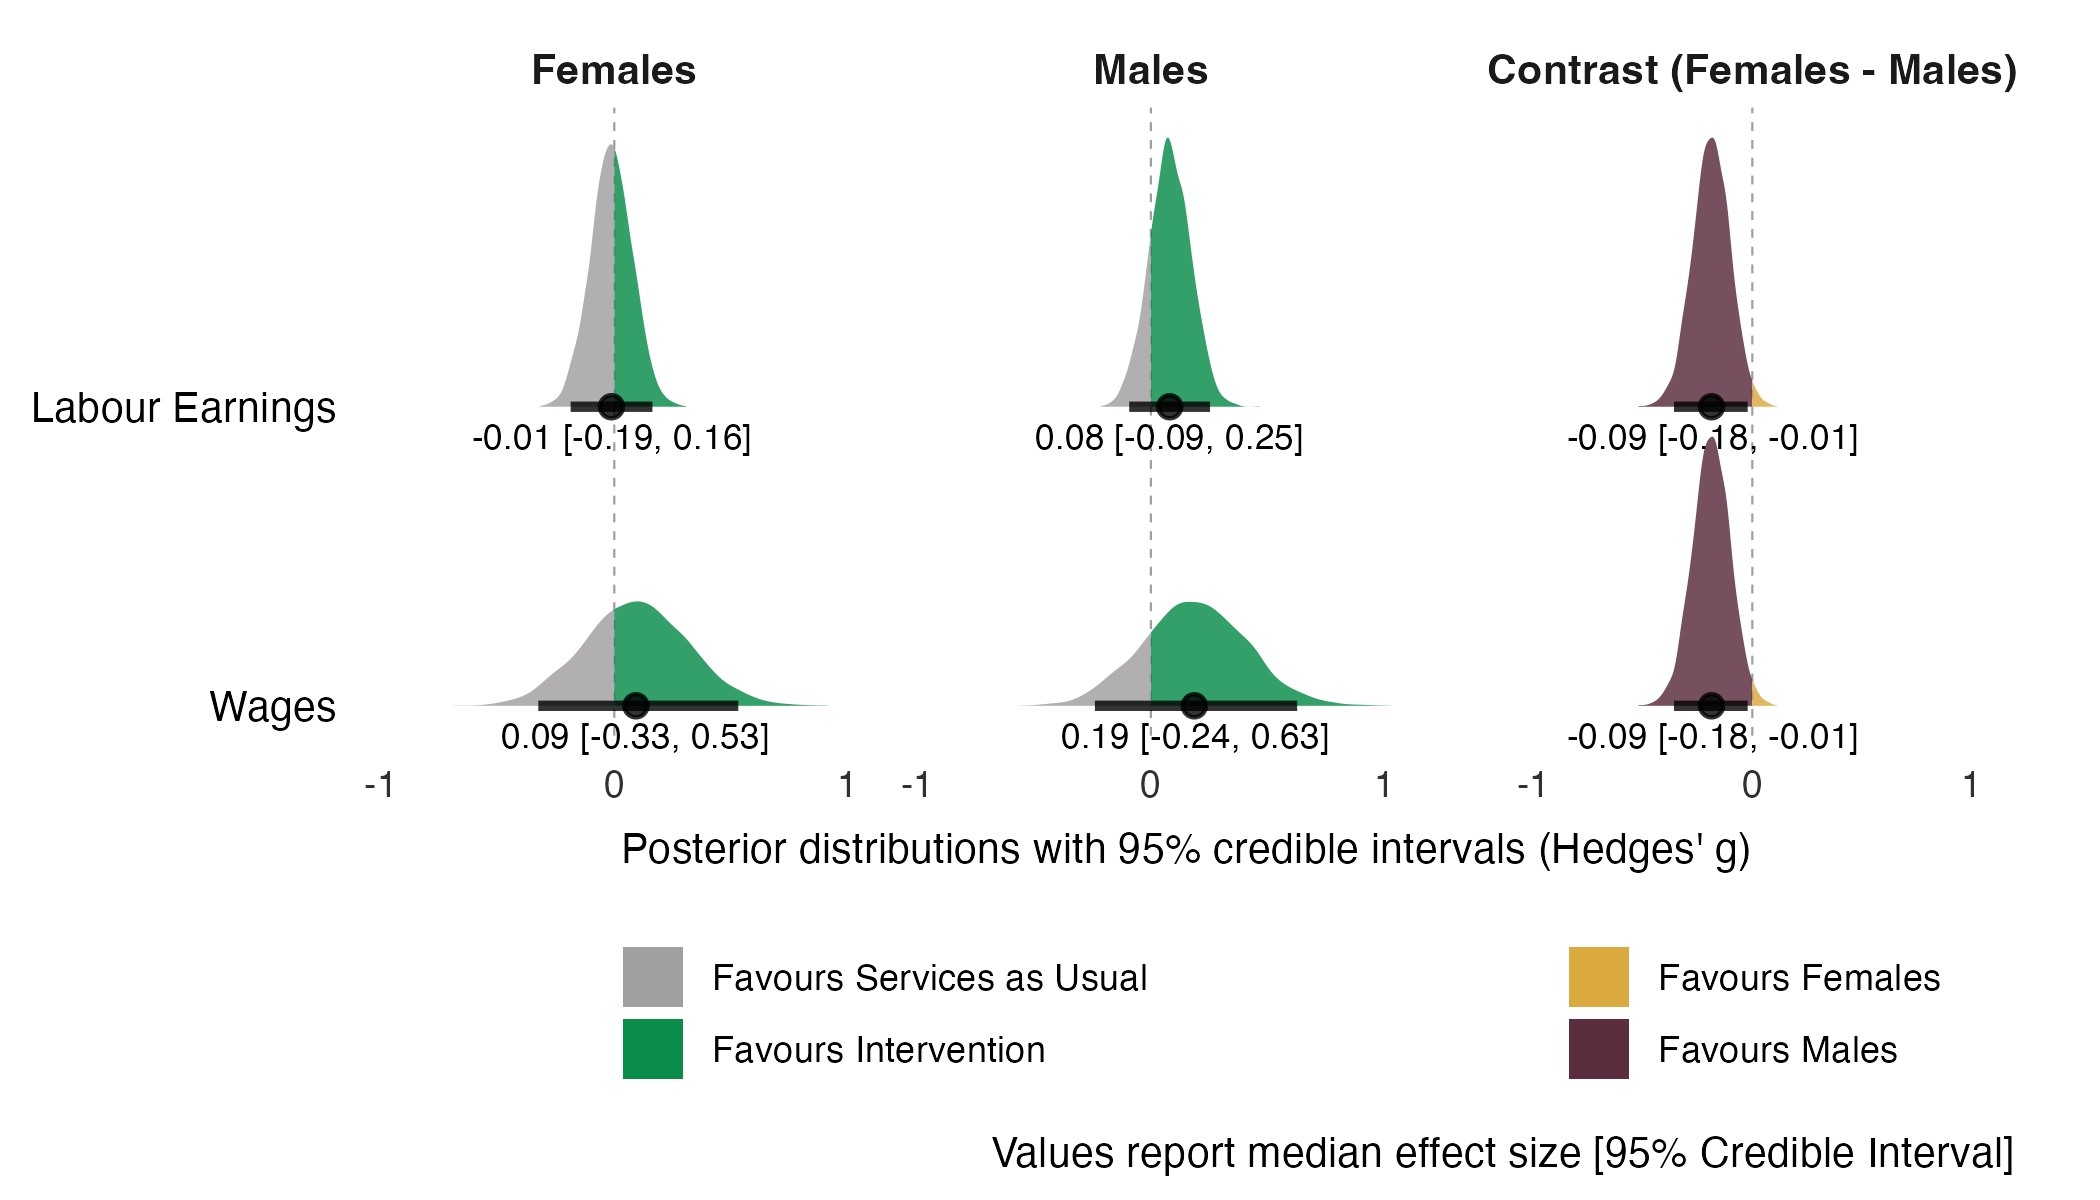 Females Males Contrast (Females - Males)
Labour Earnings
-0.01 [-0.19, 0.16] 0.08 [-0.09, 0.25] -0.09 [-0.18, -0.01]
Wages
0.09 [-0.33, 0.53] 0.19 [-0.24, 0.63] -0.09 [-0.18, -0.01]
-1 0 1 -1 0 1 -1 0 1
Posterior distributions with 95% credible intervals (Hedges' g)
Favours Services as Usual Favours Females
Favours Intervention Favours Males
Values report median effect size [95% Credible Interval]